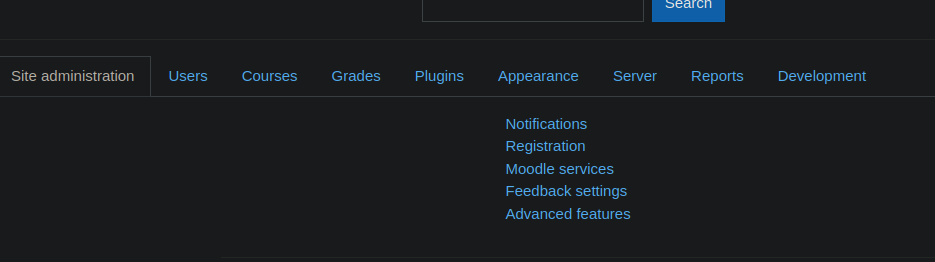 Search
Site administration Users Courses Grades Plugins Appearance Server Reports Development
Notifications
Registration
Moodle services
Feedback settings
Advanced features